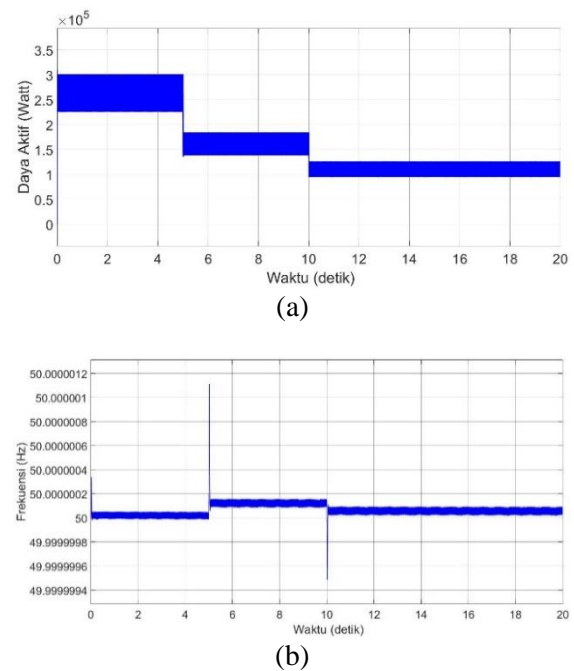 ×10⁵
3.5
3
2.5
2
1.5
1
0.5
0
Daya Aktif (Watt)
0 2 4 6 8 10 12 14 16 18 20
Waktu (detik)
(a)
50.0000012
50.000001
50.0000008
50.0000006
50.0000004
50.0000002
50
49.9999998
49.9999996
49.9999994
Frekuensi (Hz)
0 2 4 6 8 10 12 14 16 18 20
Waktu (detik)
(b)